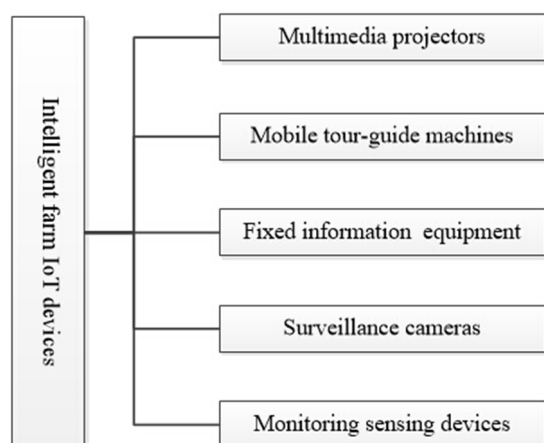 Intelligent farm IoT devices
Multimedia projectors
Mobile tour-guide machines
Fixed information equipment
Surveillance cameras
Monitoring sensing devices